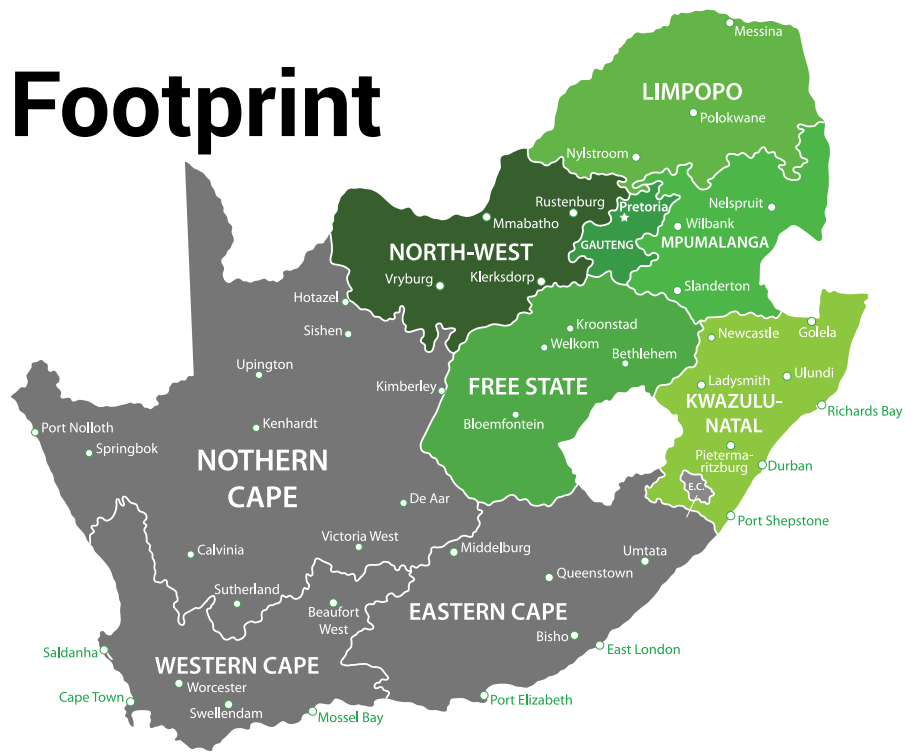 Footprint
Messina
LIMPOPO
Polokwane
Nylstroom
Rustenburg
Pretoria
Nelspruit
Mmabatho
Wilbank
NORTH-WEST
GAUTENG
MPUMALANGA
Vryburg
Klerksdorp
Slanderton
Hotazel
Sishen
Kroonstad
Newcastle
Golela
Welkom
Bethlehem
Upington
Kimberley
FREE STATE
Ladysmith
Ulundi
KWAZULU-
NATAL
Richards Bay
Port Nolloth
Springbok
Kenhardt
Bloemfontein
Pieterma-
ritzburg
Durban
NOTHERN
CAPE
E.C.
De Aar
Port Shepstone
Calvinia
Victoria West
Middelburg
Umtata
Queenstown
Sutherland
Beaufort
West
EASTERN CAPE
Bisho
East London
Saldanha
WESTERN CAPE
Worcester
Cape Town
Swellendam
Mossel Bay
Port Elizabeth